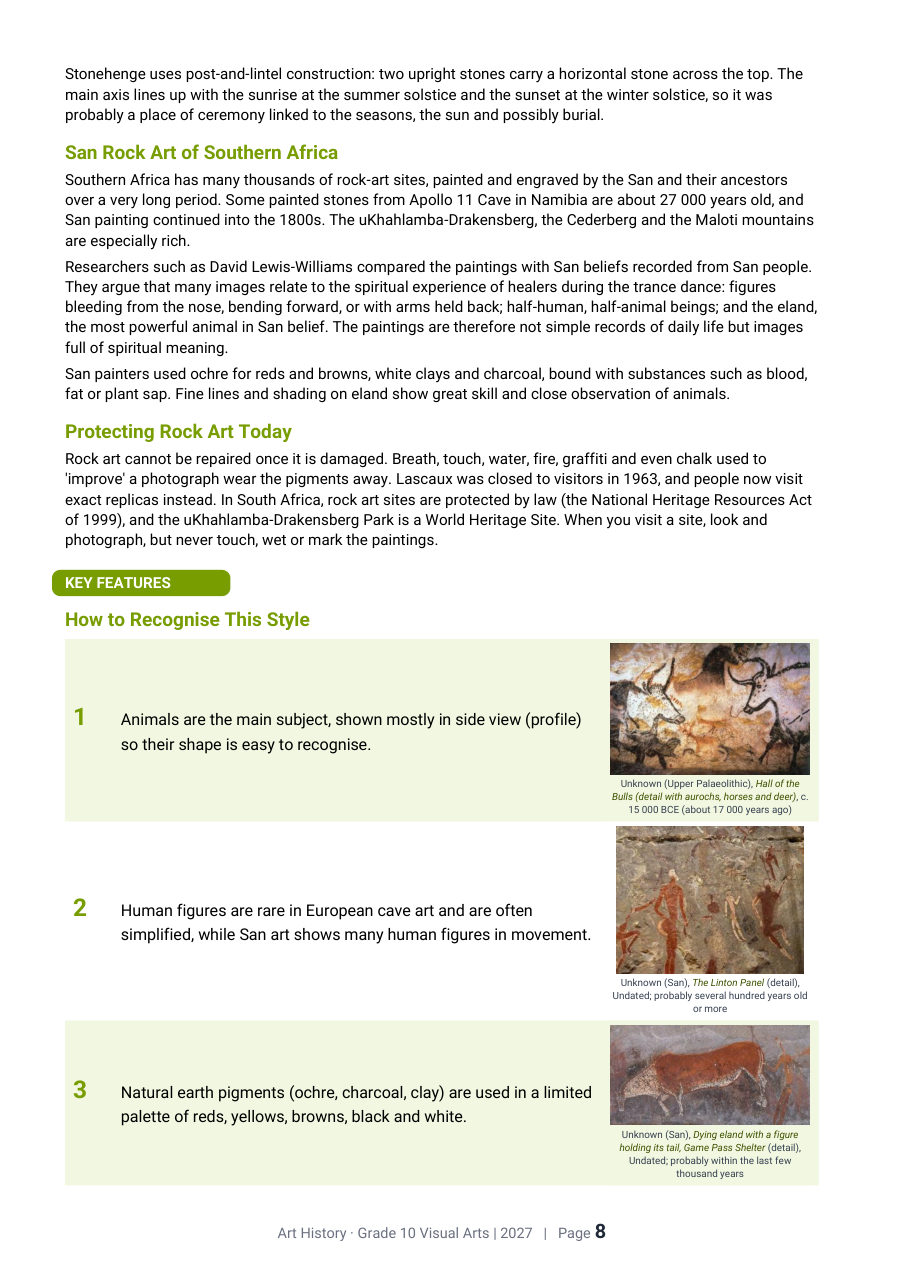 Stonehenge uses post-and-lintel construction: two upright stones carry a horizontal stone across the top. The
main axis lines up with the sunrise at the summer solstice and the sunset at the winter solstice, so it was
probably a place of ceremony linked to the seasons, the sun and possibly burial.
San Rock Art of Southern Africa
Southern Africa has many thousands of rock-art sites, painted and engraved by the San and their ancestors
over a very long period. Some painted stones from Apollo 11 Cave in Namibia are about 27 000 years old, and
San painting continued into the 1800s. The uKhahlamba-Drakensberg, the Cederberg and the Maloti mountains
are especially rich.
Researchers such as David Lewis-Williams compared the paintings with San beliefs recorded from San people.
They argue that many images relate to the spiritual experience of healers during the trance dance: figures
bleeding from the nose, bending forward, or with arms held back; half-human, half-animal beings; and the eland,
the most powerful animal in San belief. The paintings are therefore not simple records of daily life but images
full of spiritual meaning.
San painters used ochre for reds and browns, white clays and charcoal, bound with substances such as blood,
fat or plant sap. Fine lines and shading on eland show great skill and close observation of animals.
Protecting Rock Art Today
Rock art cannot be repaired once it is damaged. Breath, touch, water, fire, graffiti and even chalk used to
'improve' a photograph wear the pigments away. Lascaux was closed to visitors in 1963, and people now visit
exact replicas instead. In South Africa, rock art sites are protected by law (the National Heritage Resources Act
of 1999), and the uKhahlamba-Drakensberg Park is a World Heritage Site. When you visit a site, look and
photograph, but never touch, wet or mark the paintings.
KEY FEATURES
How to Recognise This Style
1
Animals are the main subject, shown mostly in side view (profile)
so their shape is easy to recognise.
Unknown (Upper Palaeolithic), Hall of the
Bulls (detail with aurochs, horses and deer), c.
15 000 BCE (about 17 000 years ago)
2
Human figures are rare in European cave art and are often
simplified, while San art shows many human figures in movement.
Unknown (San), The Linton Panel (detail),
Undated; probably several hundred years old
or more
3
Natural earth pigments (ochre, charcoal, clay) are used in a limited
palette of reds, yellows, browns, black and white.
Unknown (San), Dying eland with a figure
holding its tail, Game Pass Shelter (detail),
Undated; probably within the last few
thousand years
Art History · Grade 10 Visual Arts | 2027 | Page 8